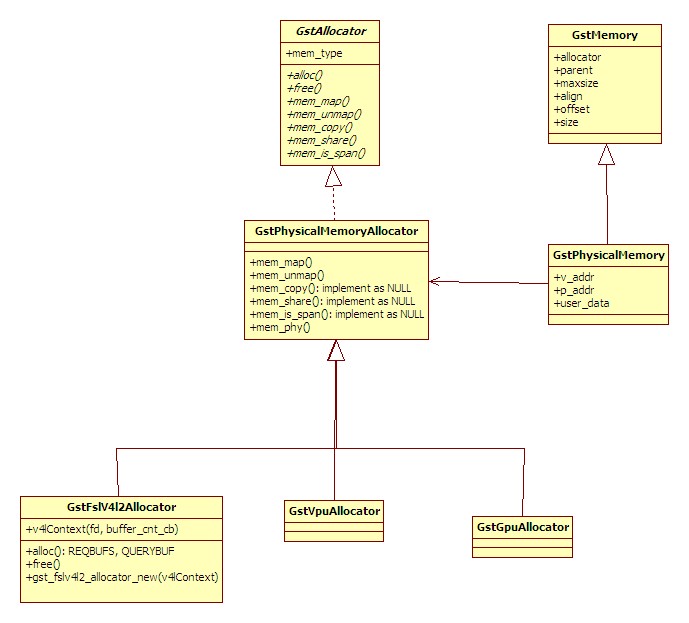 GstAllocator
+mem_type
+alloc()
+free()
+mem_map()
+mem_unmap()
+mem_copy()
+mem_share()
+mem_is_span()
GstMemory
+allocator
+parent
+maxsize
+align
+offset
+size
GstPhysicalMemoryAllocator
+mem_map()
+mem_unmap()
+mem_copy(): implement as NULL
+mem_share(): implement as NULL
+mem_is_span(): implement as NULL
+mem_phy()
GstPhysicalMemory
+v_addr
+p_addr
+user_data
GstFslV4l2Allocator
+v4lContext(fd, buffer_cnt_cb)
+alloc(): REQBUFS, QUERYBUF
+free()
+gst_fslv4l2_allocator_new(v4lContext)
GstVpuAllocator
GstGpuAllocator